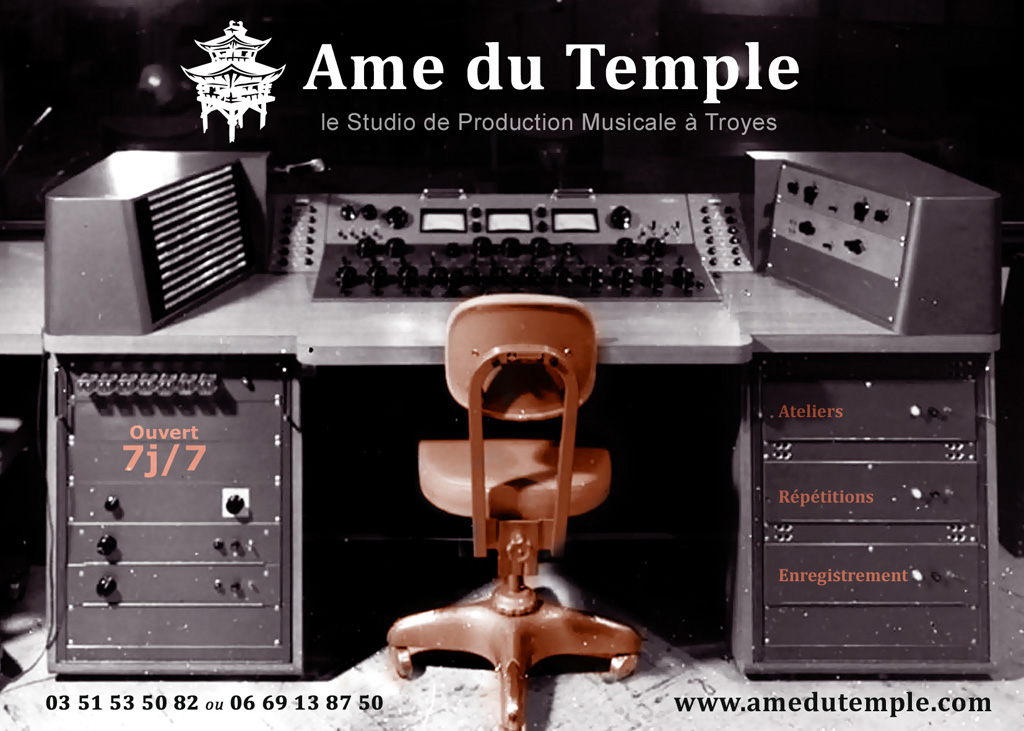 Ame du Temple
le Studio de Production Musicale à Troyes
Ouvert
7j/7
Ateliers
Répétitions
Enregistrement
03 51 53 50 82 ou 06 69 13 87 50
www.amedutemple.com